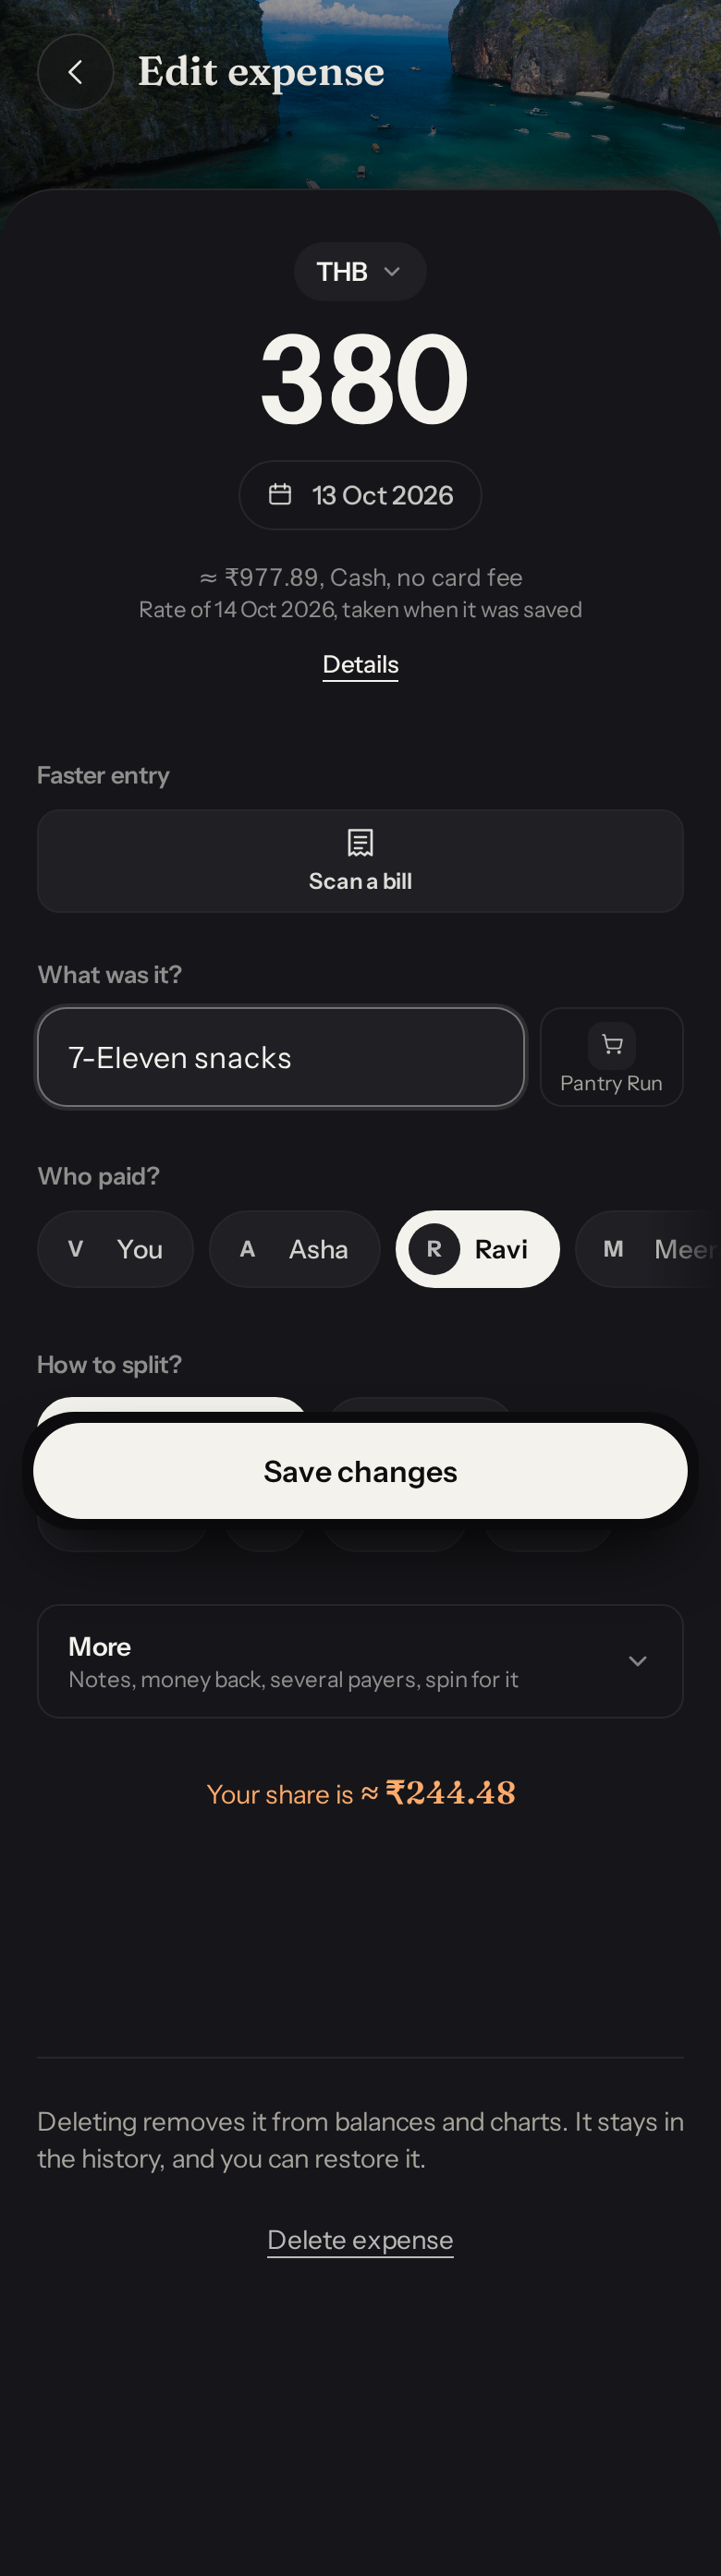 Edit expense
THB
380
13 Oct 2026
≈ ₹977.89, Cash, no card fee
Rate of 14 Oct 2026, taken when it was saved
Details
Faster entry
Scan a bill
What was it?
7-Eleven snacks
Pantry Run
Who paid?
V You
A Asha
R Ravi
M
How to split?
Save changes
More
Notes, money back, several payers, spin for it
Your share is ≈ ₹244.48
Deleting removes it from balances and charts. It stays in
the history, and you can restore it.
Delete expense